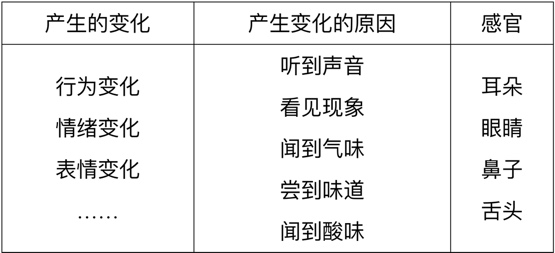 产生的变化 产生变化的原因 感官
行为变化
情绪变化
表情变化
……
听到声音
看见现象
闻到气味
尝到味道
闻到酸味
耳朵
眼睛
鼻子
舌头